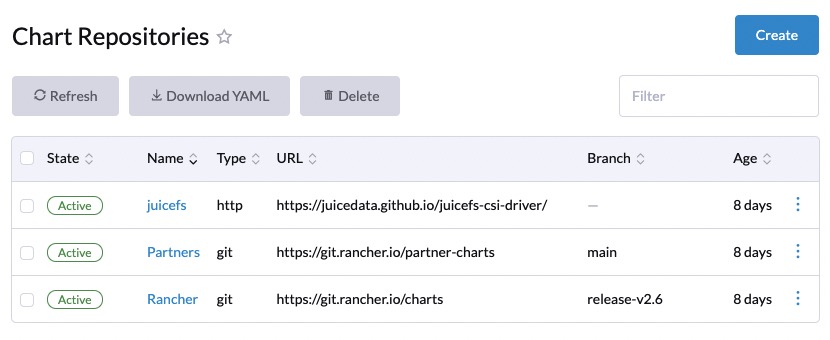 Chart Repositories
Create
Refresh Download YAML Delete Filter
State Name Type URL Branch Age
Active juicefs http https://juicedata.github.io/juicefs-csi-driver/ — 8 days
Active Partners git https://git.rancher.io/partner-charts main 8 days
Active Rancher git https://git.rancher.io/charts release-v2.6 8 days